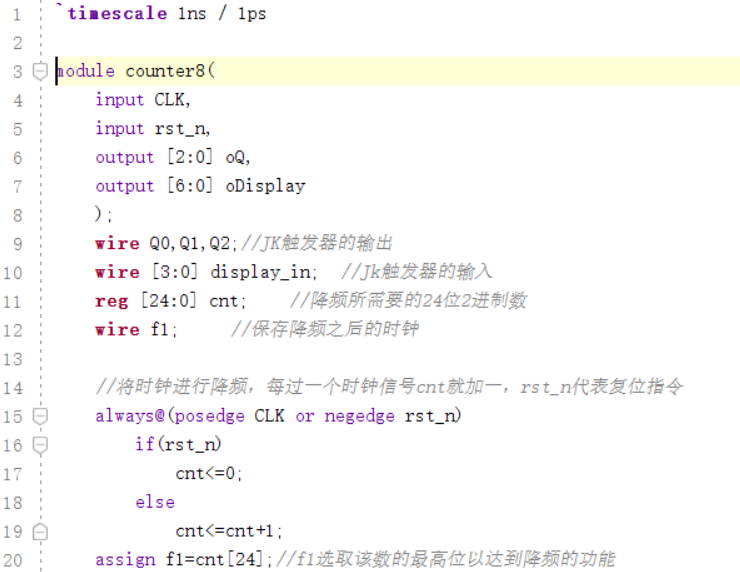 1 `timescale 1ns / 1ps
2
3 module counter8(
4 input CLK,
5 input rst_n,
6 output [2:0] oQ,
7 output [6:0] oDisplay
8 );
9 wire Q0,Q1,Q2;//JK触发器的输出
10 wire [3:0] display_in; //Jk触发器的输入
11 reg [24:0] cnt; //降频所需要的24位2进制数
12 wire f1; //保存降频之后的时钟
13
14 //将时钟进行降频，每过一个时钟信号cnt就加一，rst_n代表复位指令
15 always@(posedge CLK or negedge rst_n)
16 if(rst_n)
17 cnt<=0;
18 else
19 cnt<=cnt+1;
20 assign f1=cnt[24];//f1选取该数的最高位以达到降频的功能